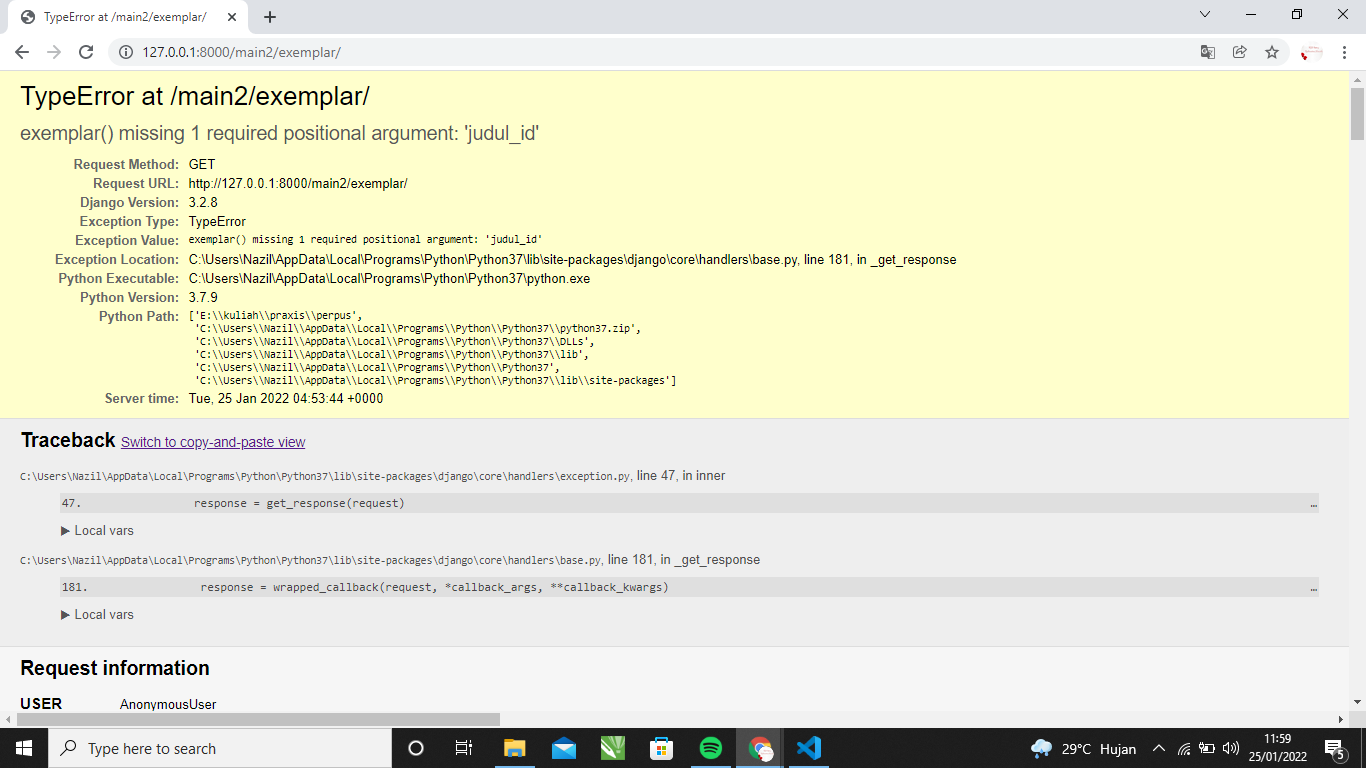 TypeError at /main2/exemplar/
127.0.0.1:8000/main2/exemplar/
TypeError at /main2/exemplar/
exemplar() missing 1 required positional argument: 'judul_id'
Request Method: GET
Request URL: http://127.0.0.1:8000/main2/exemplar/
Django Version: 3.2.8
Exception Type: TypeError
Exception Value: exemplar() missing 1 required positional argument: 'judul_id'
Exception Location: C:\Users\Nazil\AppData\Local\Programs\Python\Python37\lib\site-packages\django\core\handlers\base.py, line 181, in _get_response
Python Executable: C:\Users\Nazil\AppData\Local\Programs\Python\Python37\python.exe
Python Version: 3.7.9
Python Path: ['E:\\kuliah\\praxis\\perpus',
'C:\\Users\\Nazil\\AppData\\Local\\Programs\\Python\\Python37\\python37.zip',
'C:\\Users\\Nazil\\AppData\\Local\\Programs\\Python\\Python37\\DLLs',
'C:\\Users\\Nazil\\AppData\\Local\\Programs\\Python\\Python37\\lib',
'C:\\Users\\Nazil\\AppData\\Local\\Programs\\Python\\Python37',
'C:\\Users\\Nazil\\AppData\\Local\\Programs\\Python\\Python37\\lib\\site-packages']
Server time: Tue, 25 Jan 2022 04:53:44 +0000
Traceback Switch to copy-and-paste view
C:\Users\Nazil\AppData\Local\Programs\Python\Python37\lib\site-packages\django\core\handlers\exception.py, line 47, in inner
47. response = get_response(request) …
▶ Local vars
C:\Users\Nazil\AppData\Local\Programs\Python\Python37\lib\site-packages\django\core\handlers\base.py, line 181, in _get_response
181. response = wrapped_callback(request, *callback_args, **callback_kwargs) …
▶ Local vars
Request information
USER AnonymousUser
Type here to search
29°C Hujan
11:59
25/01/2022
5